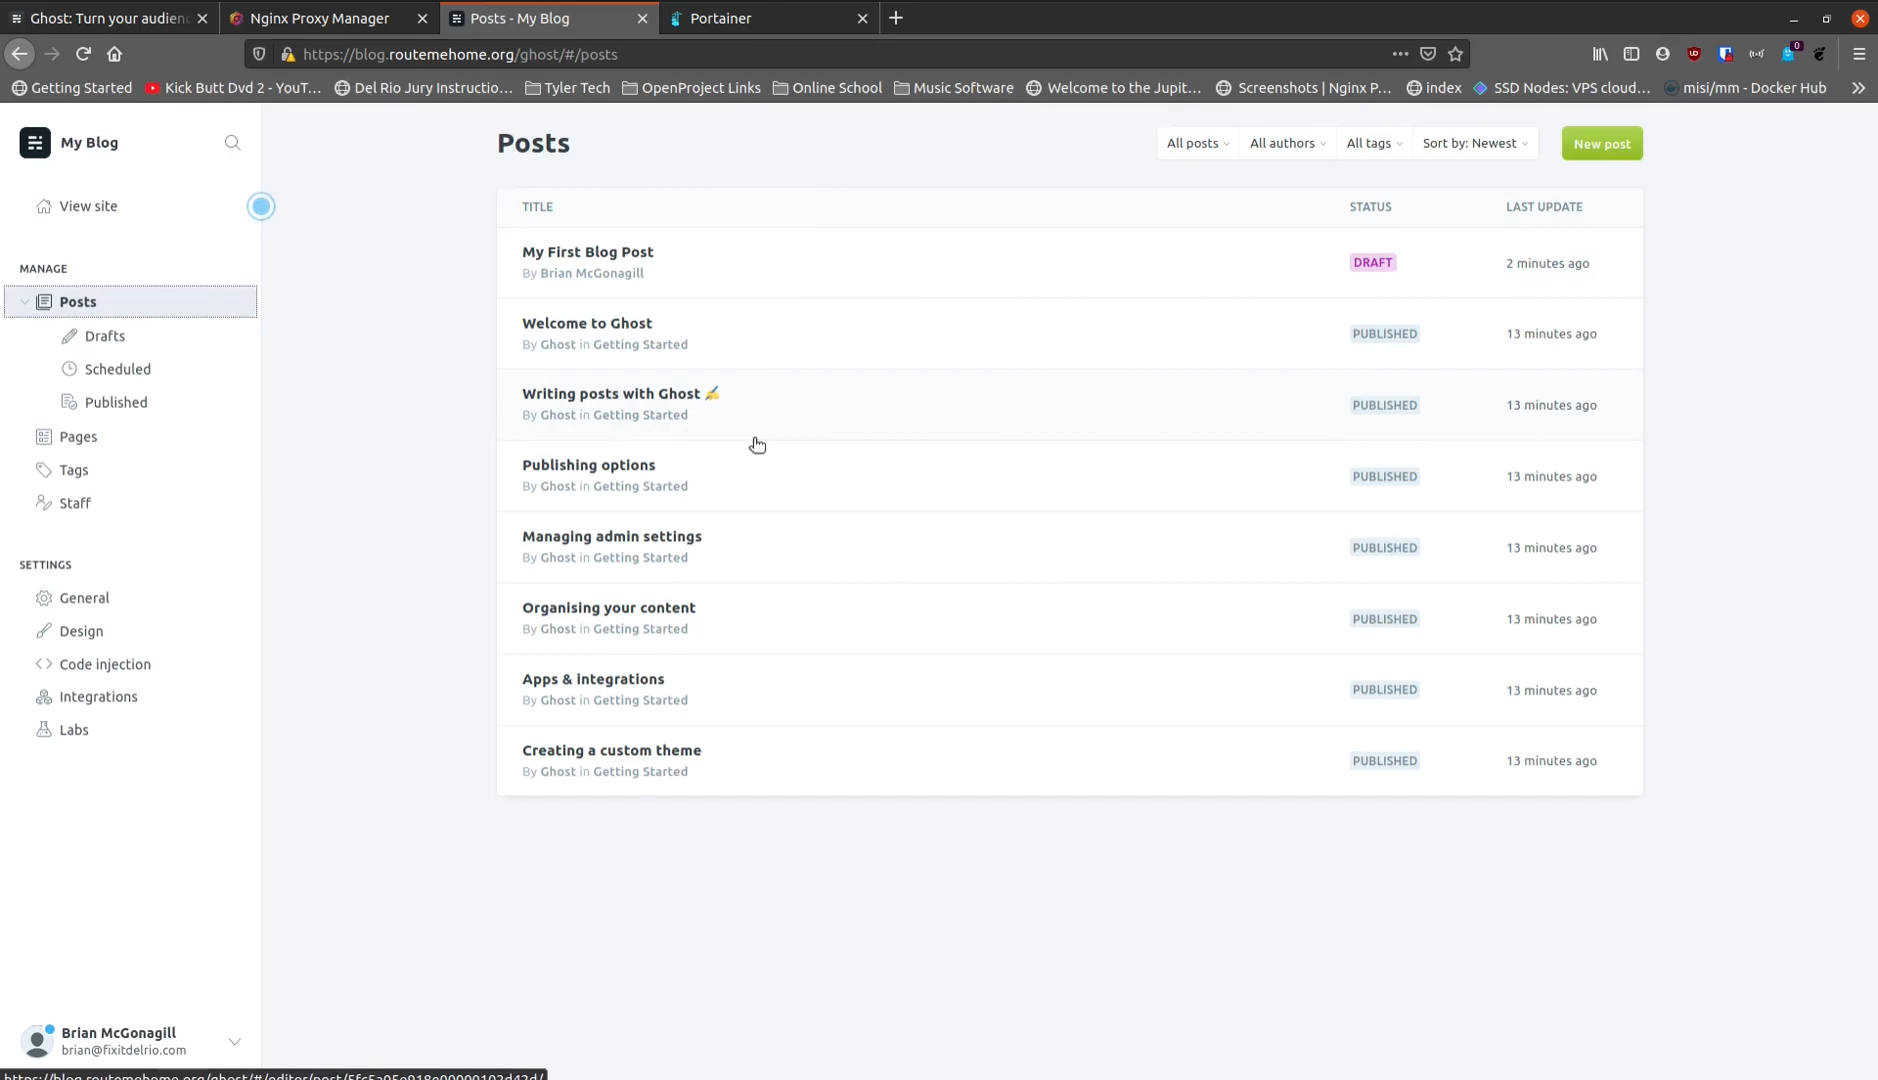 Ghost: Turn your audien
Nginx Proxy Manager
Posts - My Blog
Portainer
https://blog.routemehome.org/ghost/#/posts
0
Getting Started
Kick Butt Dvd 2 - YouT...
Del Rio Jury Instructio...
Tyler Tech
OpenProject Links
Online School
Music Software
Welcome to the Jupit...
Screenshots | Nginx P...
index
SSD Nodes: VPS cloud...
misi/mm - Docker Hub
My Blog
View site
MANAGE
Posts
Drafts
Scheduled
Published
Pages
Tags
Staff
SETTINGS
General
Design
Code injection
Integrations
Labs
Brian McGonagill
brian@fixitdelrio.com
Posts
All posts
All authors
All tags
Sort by: Newest
New post
TITLE STATUS LAST UPDATE
My First Blog Post
By Brian McGonagill
DRAFT
2 minutes ago
Welcome to Ghost
By Ghost in Getting Started
PUBLISHED
13 minutes ago
Writing posts with Ghost ✍️
By Ghost in Getting Started
PUBLISHED
13 minutes ago
Publishing options
By Ghost in Getting Started
PUBLISHED
13 minutes ago
Managing admin settings
By Ghost in Getting Started
PUBLISHED
13 minutes ago
Organising your content
By Ghost in Getting Started
PUBLISHED
13 minutes ago
Apps & integrations
By Ghost in Getting Started
PUBLISHED
13 minutes ago
Creating a custom theme
By Ghost in Getting Started
PUBLISHED
13 minutes ago